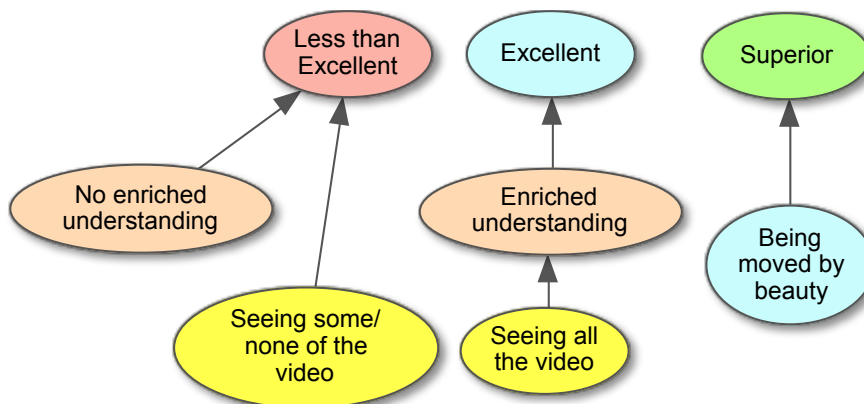 Less than
Excellent
Excellent
Superior
No enriched
understanding
Enriched
understanding
Being
moved by
beauty
Seeing some/
none of the
video
Seeing all
the video